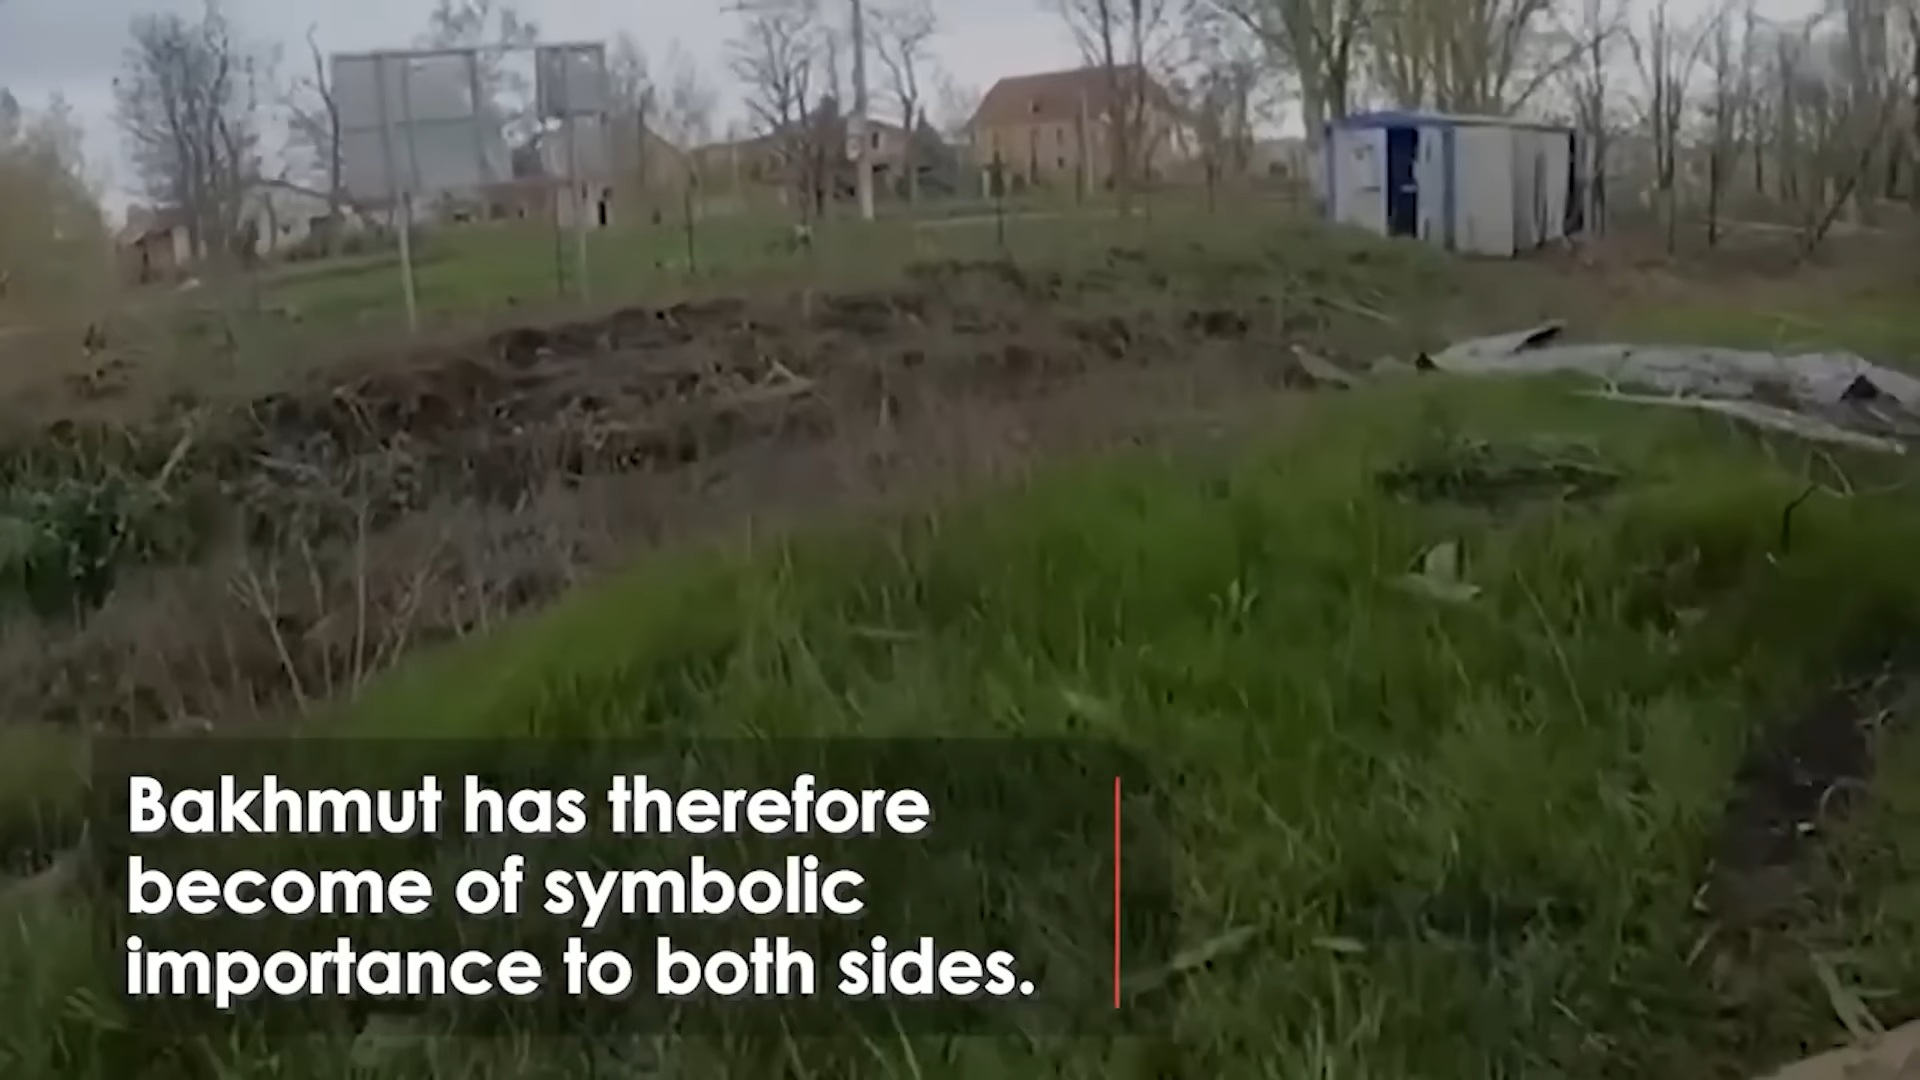 Bakhmut has therefore
become of symbolic
importance to both sides.